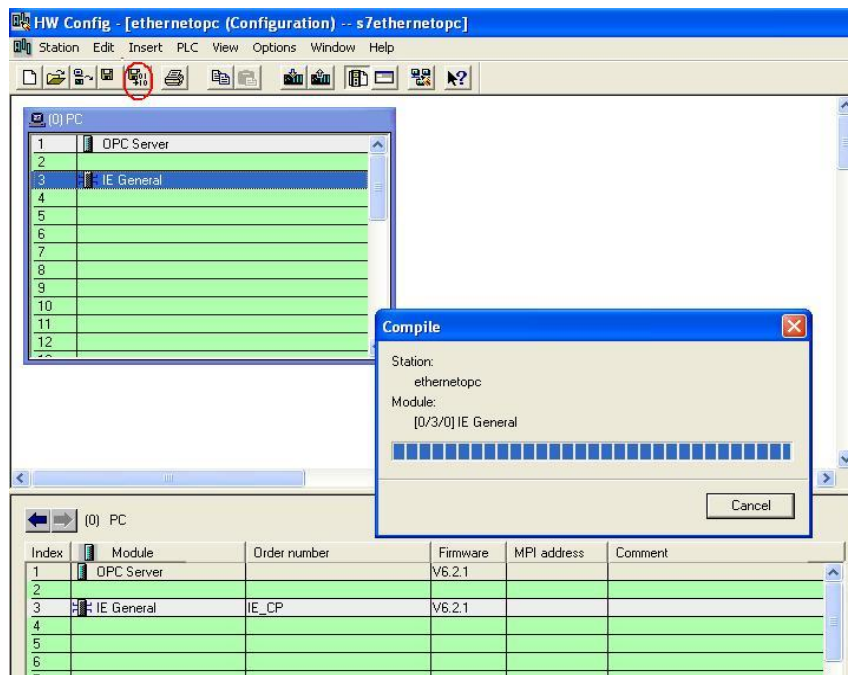 HW Config - [ethernetopc (Configuration) -- s7ethernetopc]
Station Edit Insert PLC View Options Window Help
(0) PC
1 OPC Server
2
3 IE General
4
5
6
7
8
9
10
11
12
Compile
Station:
ethernetopc
Module:
[0/3/0] IE General
Cancel
(0) PC
Index Module Order number Firmware MPI address Comment
1 OPC Server V6.2.1
2
3 IE General IE_CP V6.2.1
4
5
6